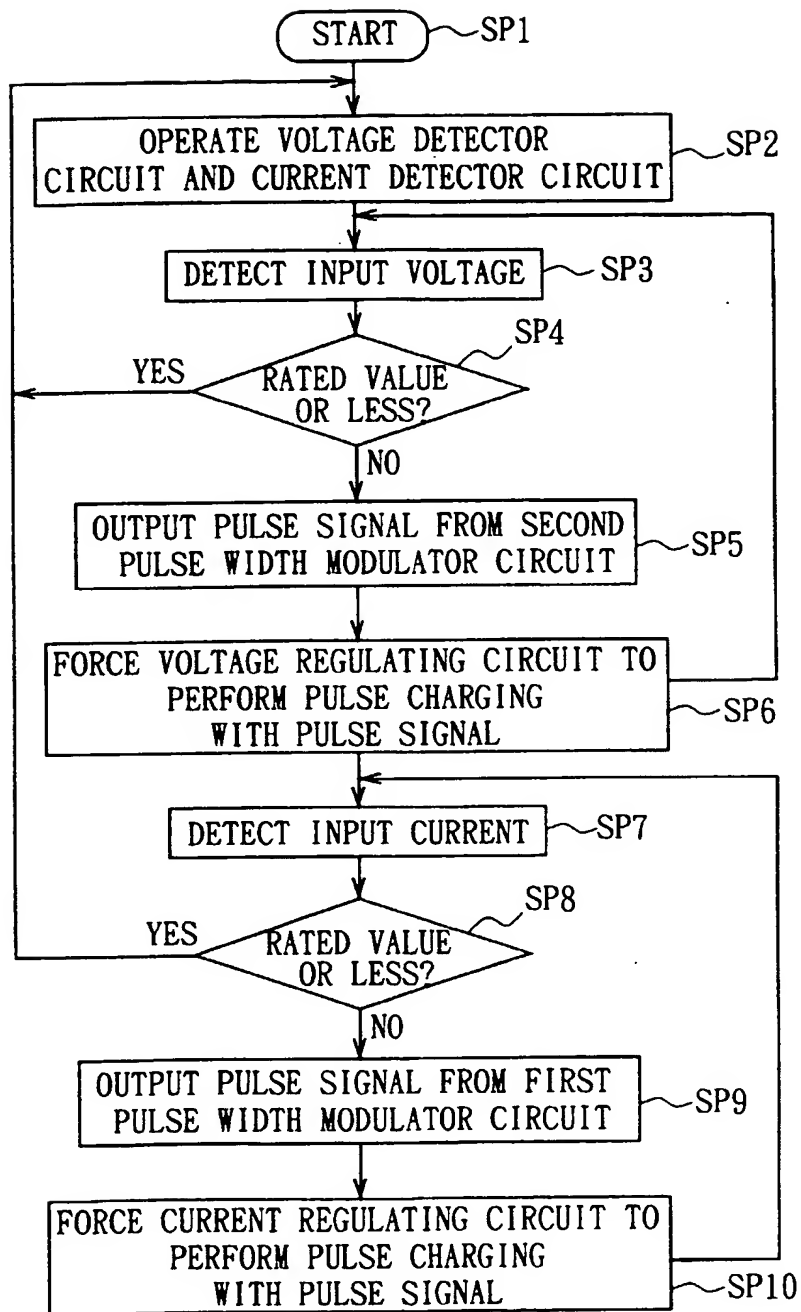 START
SP1
OPERATE VOLTAGE DETECTOR
CIRCUIT AND CURRENT DETECTOR CIRCUIT
SP2
DETECT INPUT VOLTAGE
SP3
SP4
YES
RATED VALUE
OR LESS?
NO
OUTPUT PULSE SIGNAL FROM SECOND
PULSE WIDTH MODULATOR CIRCUIT
SP5
FORCE VOLTAGE REGULATING CIRCUIT TO
PERFORM PULSE CHARGING
WITH PULSE SIGNAL
SP6
DETECT INPUT CURRENT
SP7
SP8
YES
RATED VALUE
OR LESS?
NO
OUTPUT PULSE SIGNAL FROM FIRST
PULSE WIDTH MODULATOR CIRCUIT
SP9
FORCE CURRENT REGULATING CIRCUIT TO
PERFORM PULSE CHARGING
WITH PULSE SIGNAL
SP10